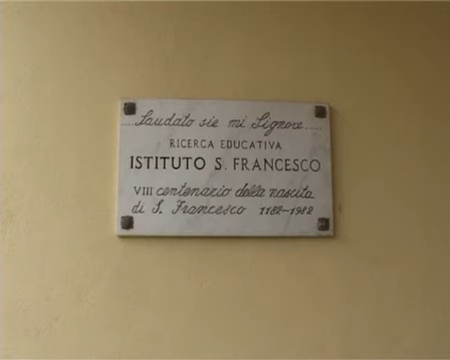 .....Laudato sie mi Signore.....
RICERCA EDUCATIVA
ISTITUTO S. FRANCESCO
VIII centenario della nascita
di S. Francesco 1182-1982